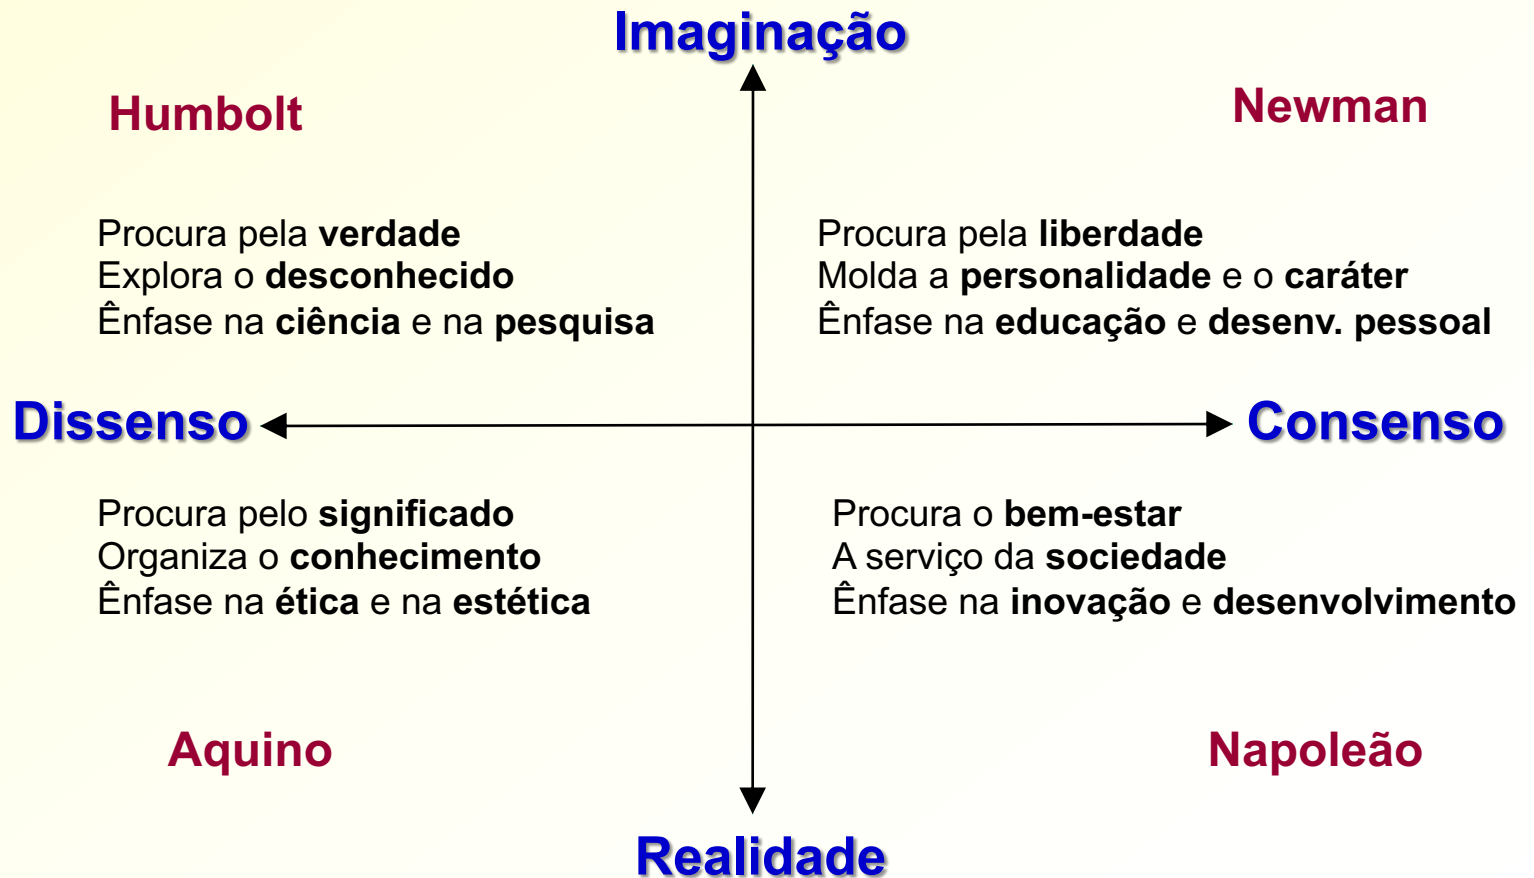 Imaginação
Humbolt
Newman
Procura pela verdade
Explora o desconhecido
Ênfase na ciência e na pesquisa
Procura pela liberdade
Molda a personalidade e o caráter
Ênfase na educação e desenv. pessoal
Dissenso
Consenso
Procura pelo significado
Organiza o conhecimento
Ênfase na ética e na estética
Procura o bem-estar
A serviço da sociedade
Ênfase na inovação e desenvolvimento
Aquino
Napoleão
Realidade